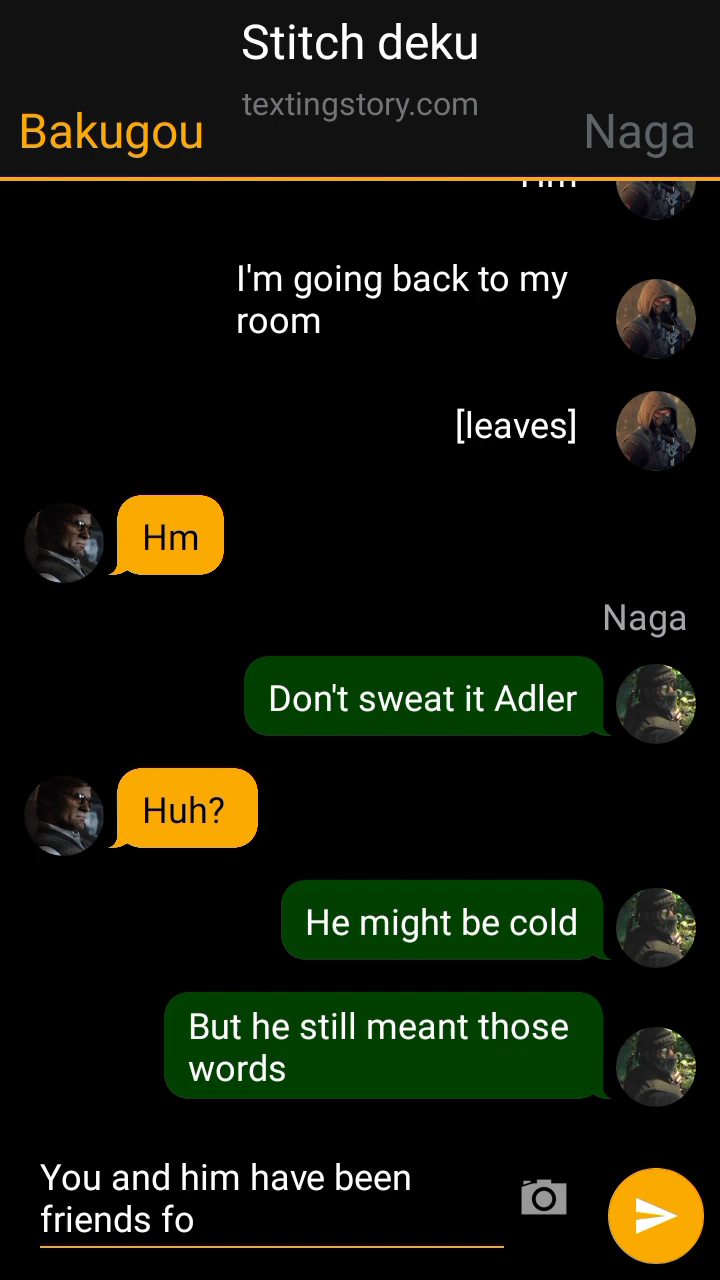 Stitch deku
textingstory.com
Bakugou
Naga
Hm
I'm going back to my
room
[leaves]
Hm
Naga
Don't sweat it Adler
Huh?
He might be cold
But he still meant those
words
You and him have been
friends fo